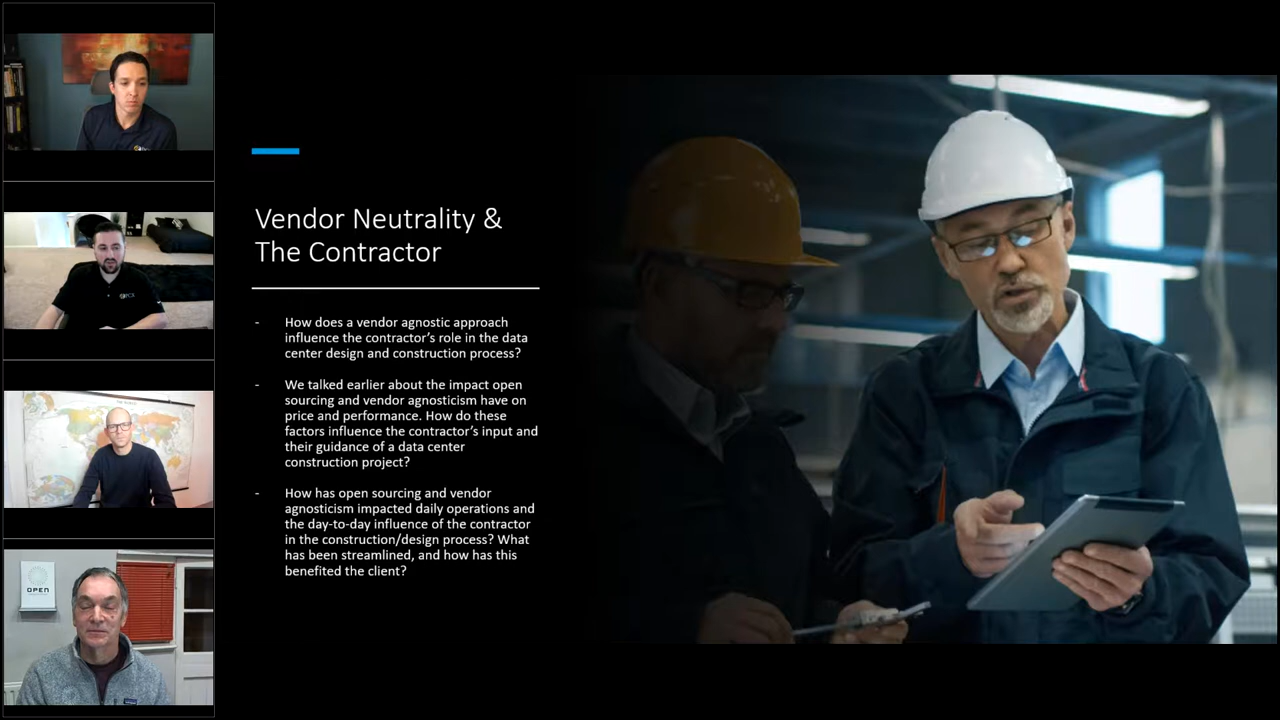 OPEN
Vendor Neutrality &
The Contractor
- How does a vendor agnostic approach
influence the contractor's role in the data
center design and construction process?
- We talked earlier about the impact open
sourcing and vendor agnosticism have on
price and performance. How do these
factors influence the contractor's input and
their guidance of a data center
construction project?
- How has open sourcing and vendor
agnosticism impacted daily operations and
the day-to-day influence of the contractor
in the construction/design process? What
has been streamlined, and how has this
benefited the client?